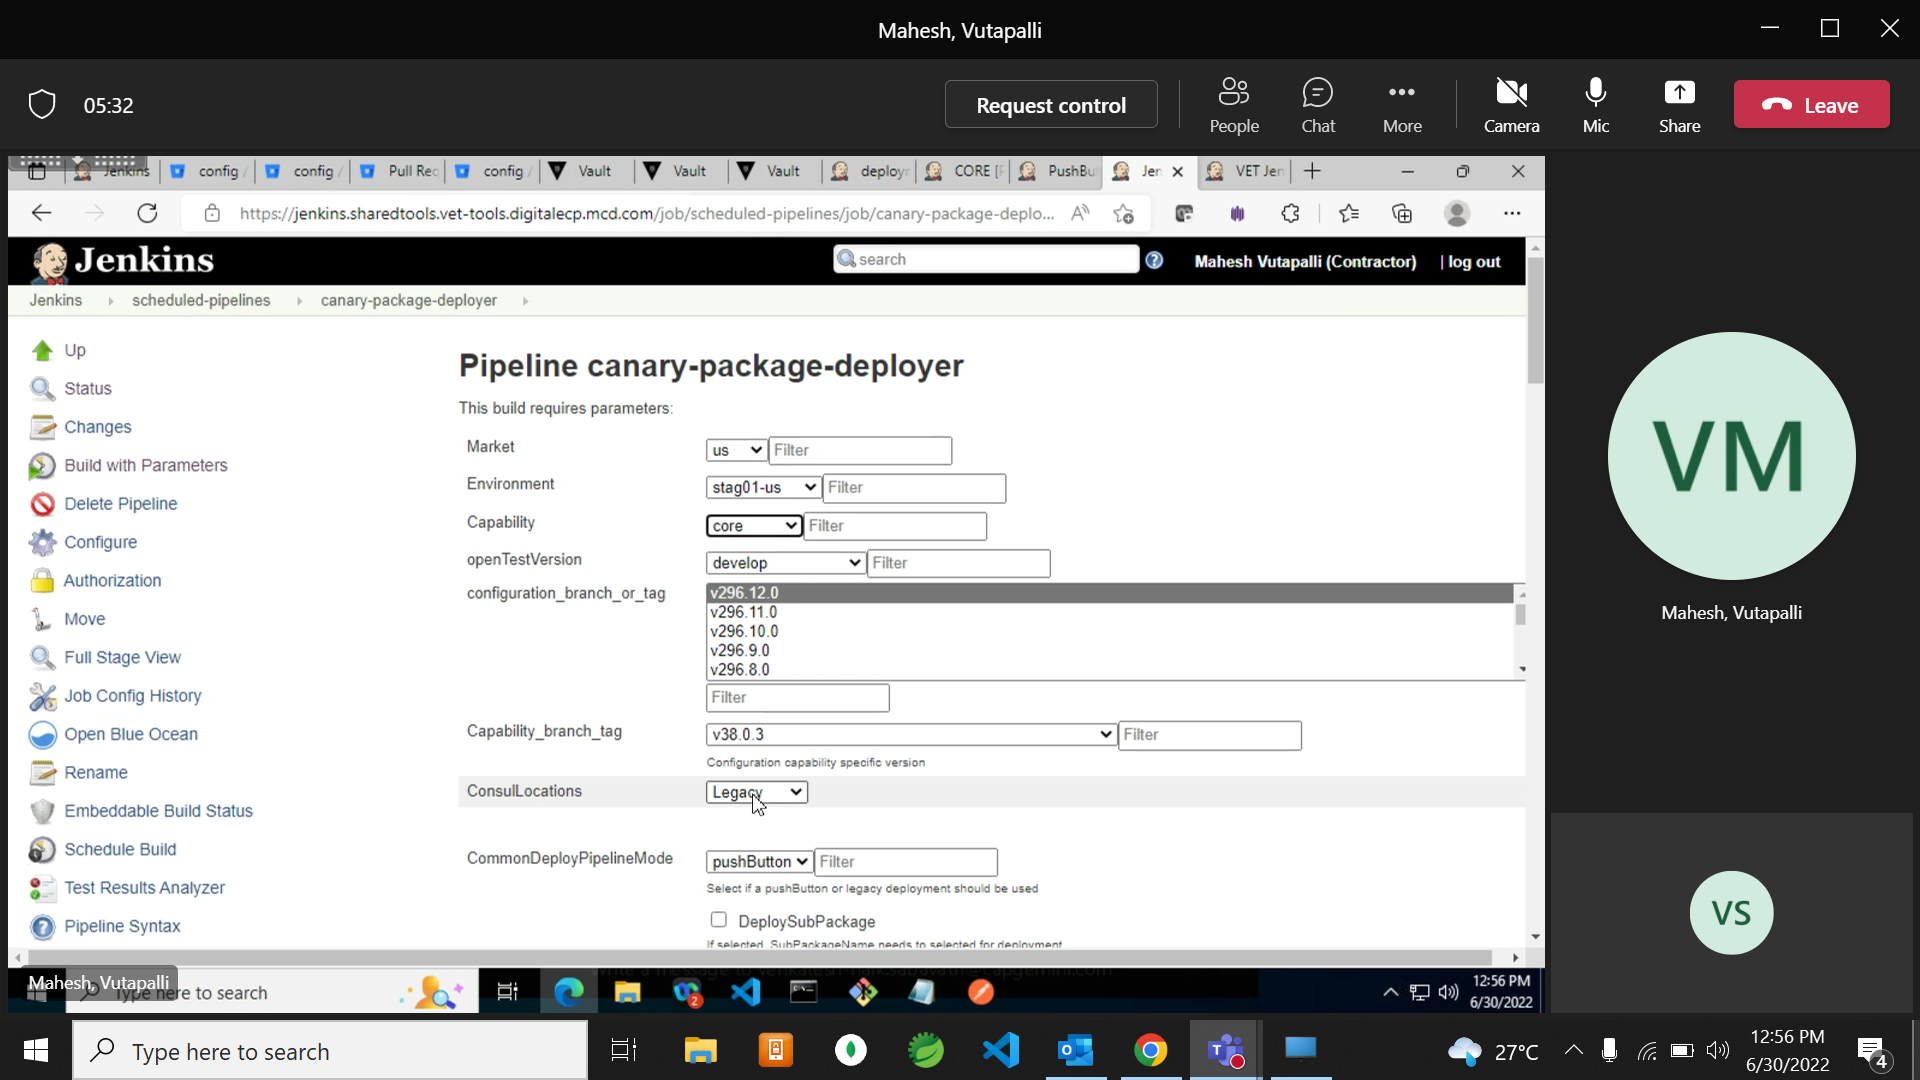 Mahesh, Vutapalli
05:32
Request control
People
Chat
More
Camera
Mic
Share
Leave
Jenkins
config /
config /
Pull Req
config /
Vault
Vault
Vault
deployr
CORE [F
PushBu
Jen
VET Jen
https://jenkins.sharedtools.vet-tools.digitalecp.mcd.com/job/scheduled-pipelines/job/canary-package-deplo...
Jenkins
search
Mahesh Vutapalli (Contractor)
| log out
Jenkins
scheduled-pipelines
canary-package-deployer
Up
Status
Changes
Build with Parameters
Delete Pipeline
Configure
Authorization
Move
Full Stage View
Job Config History
Open Blue Ocean
Rename
Embeddable Build Status
Schedule Build
Test Results Analyzer
Pipeline Syntax
Pipeline canary-package-deployer
This build requires parameters:
Market
us
Filter
Environment
stag01-us
Filter
Capability
core
Filter
openTestVersion
develop
Filter
configuration_branch_or_tag
v296.12.0
v296.11.0
v296.10.0
v296.9.0
v296.8.0
Filter
Capability_branch_tag
v38.0.3
Filter
Configuration capability specific version
ConsulLocations
Legacy
CommonDeployPipelineMode
pushButton
Filter
Select if a pushButton or legacy deployment should be used
DeploySubPackage
If selected, SubPackageName needs to selected for deployment
VM
Mahesh, Vutapalli
VS
Mahesh, Vutapalli
Type here to search
2
12:56 PM
6/30/2022
Type here to search
27°C
12:56 PM
6/30/2022
4